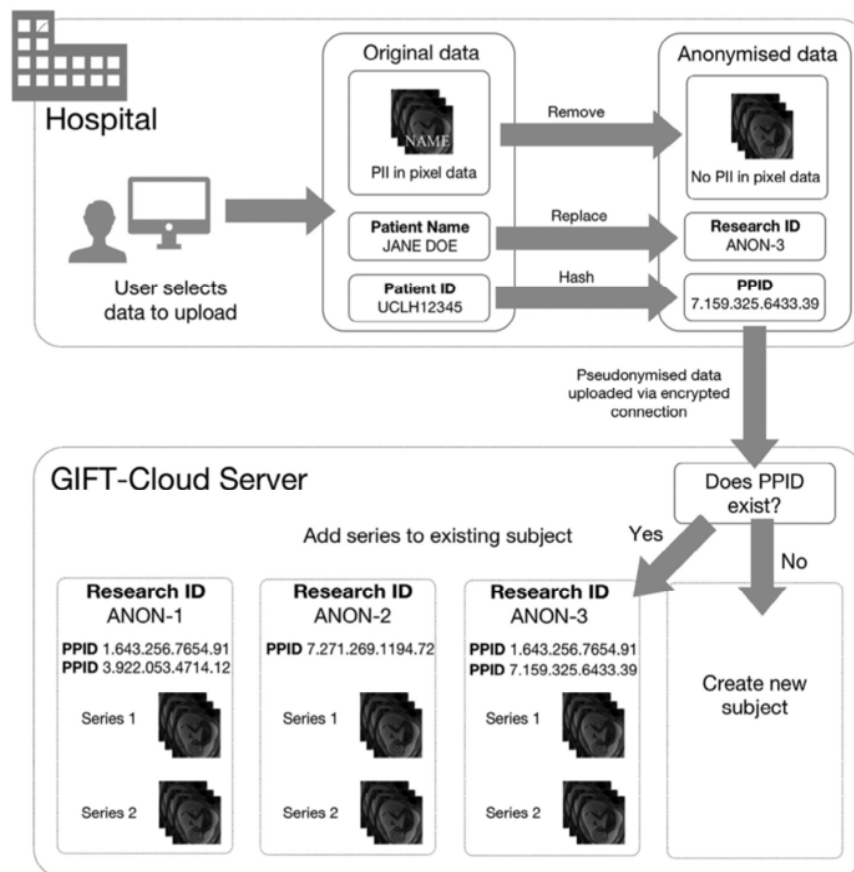 Hospital
User selects
data to upload
Original data
NAME
PII in pixel data
Patient Name
JANE DOE
Patient ID
UCLH12345
Remove
Replace
Hash
Anonymised data
No PII in pixel data
Research ID
ANON-3
PPID
7.159.325.6433.39
Pseudonymised data
uploaded via encrypted
connection
GIFT-Cloud Server
Does PPID
exist?
Yes
No
Add series to existing subject
Research ID
ANON-1
PPID 1.643.256.7654.91
PPID 3.922.053.4714.12
Series 1
Series 2
Research ID
ANON-2
PPID 7.271.269.1194.72
Series 1
Series 2
Research ID
ANON-3
PPID 1.643.256.7654.91
PPID 7.159.325.6433.39
Series 1
Series 2
Create new
subject